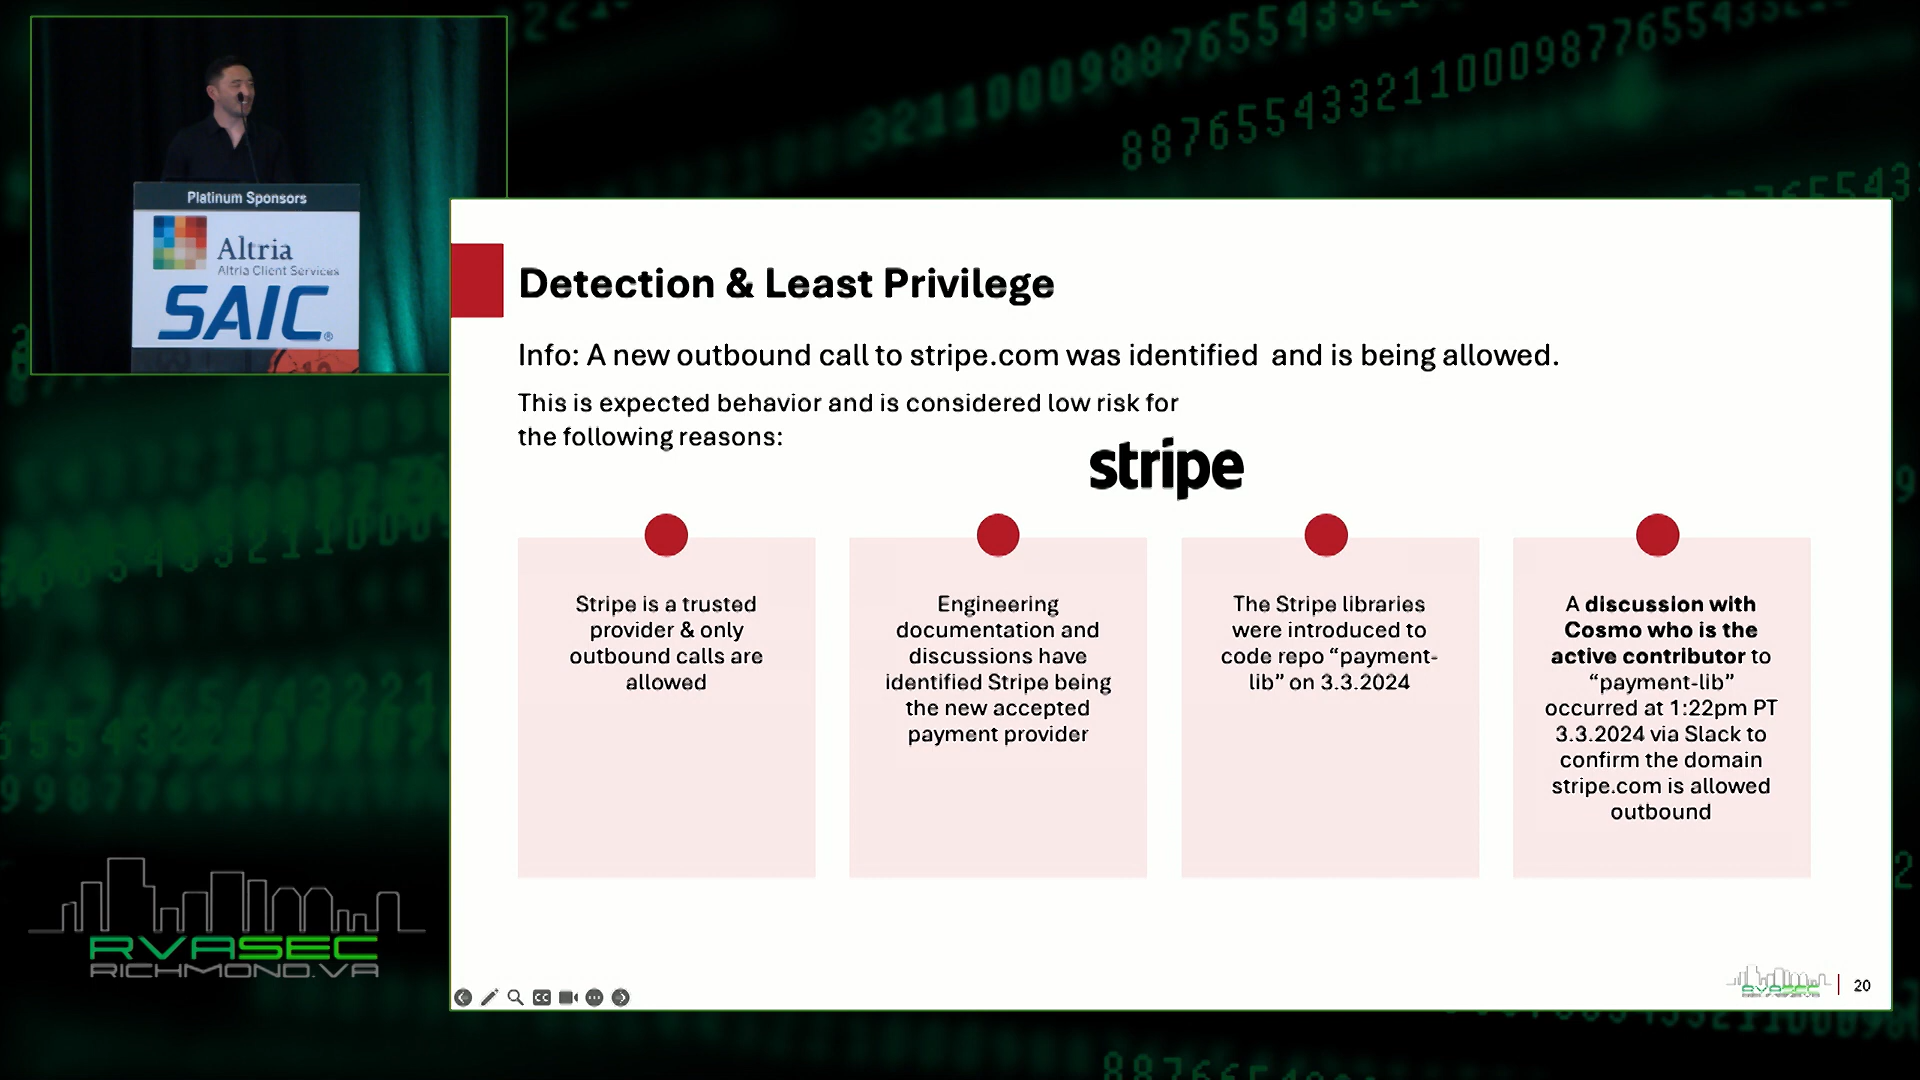 Platinum Sponsors
Altria
Altria Client Services
SAIC®
Detection & Least Privilege
Info: A new outbound call to stripe.com was identified and is being allowed.
This is expected behavior and is considered low risk for
the following reasons:
stripe
Stripe is a trusted
provider & only
outbound calls are
allowed
Engineering
documentation and
discussions have
identified Stripe being
the new accepted
payment provider
The Stripe libraries
were introduced to
code repo “payment-
lib” on 3.3.2024
A discussion with
Cosmo who is the
active contributor to
“payment-lib”
occurred at 1:22pm PT
3.3.2024 via Slack to
confirm the domain
stripe.com is allowed
outbound
RVASEC
RICHMOND.VA
CC
RVASEC
20